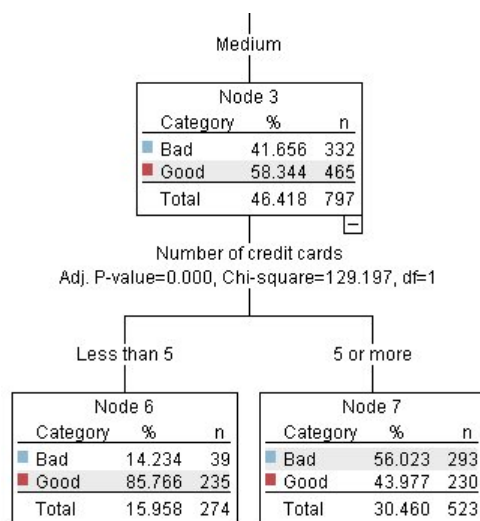 Medium
Node 3
Category % n
Bad 41.656 332
Good 58.344 465
Total 46.418 797
Number of credit cards
Adj. P-value=0.000, Chi-square=129.197, df=1
Less than 5
5 or more
Node 6
Category % n
Bad 14.234 39
Good 85.766 235
Total 15.958 274
Node 7
Category % n
Bad 56.023 293
Good 43.977 230
Total 30.460 523